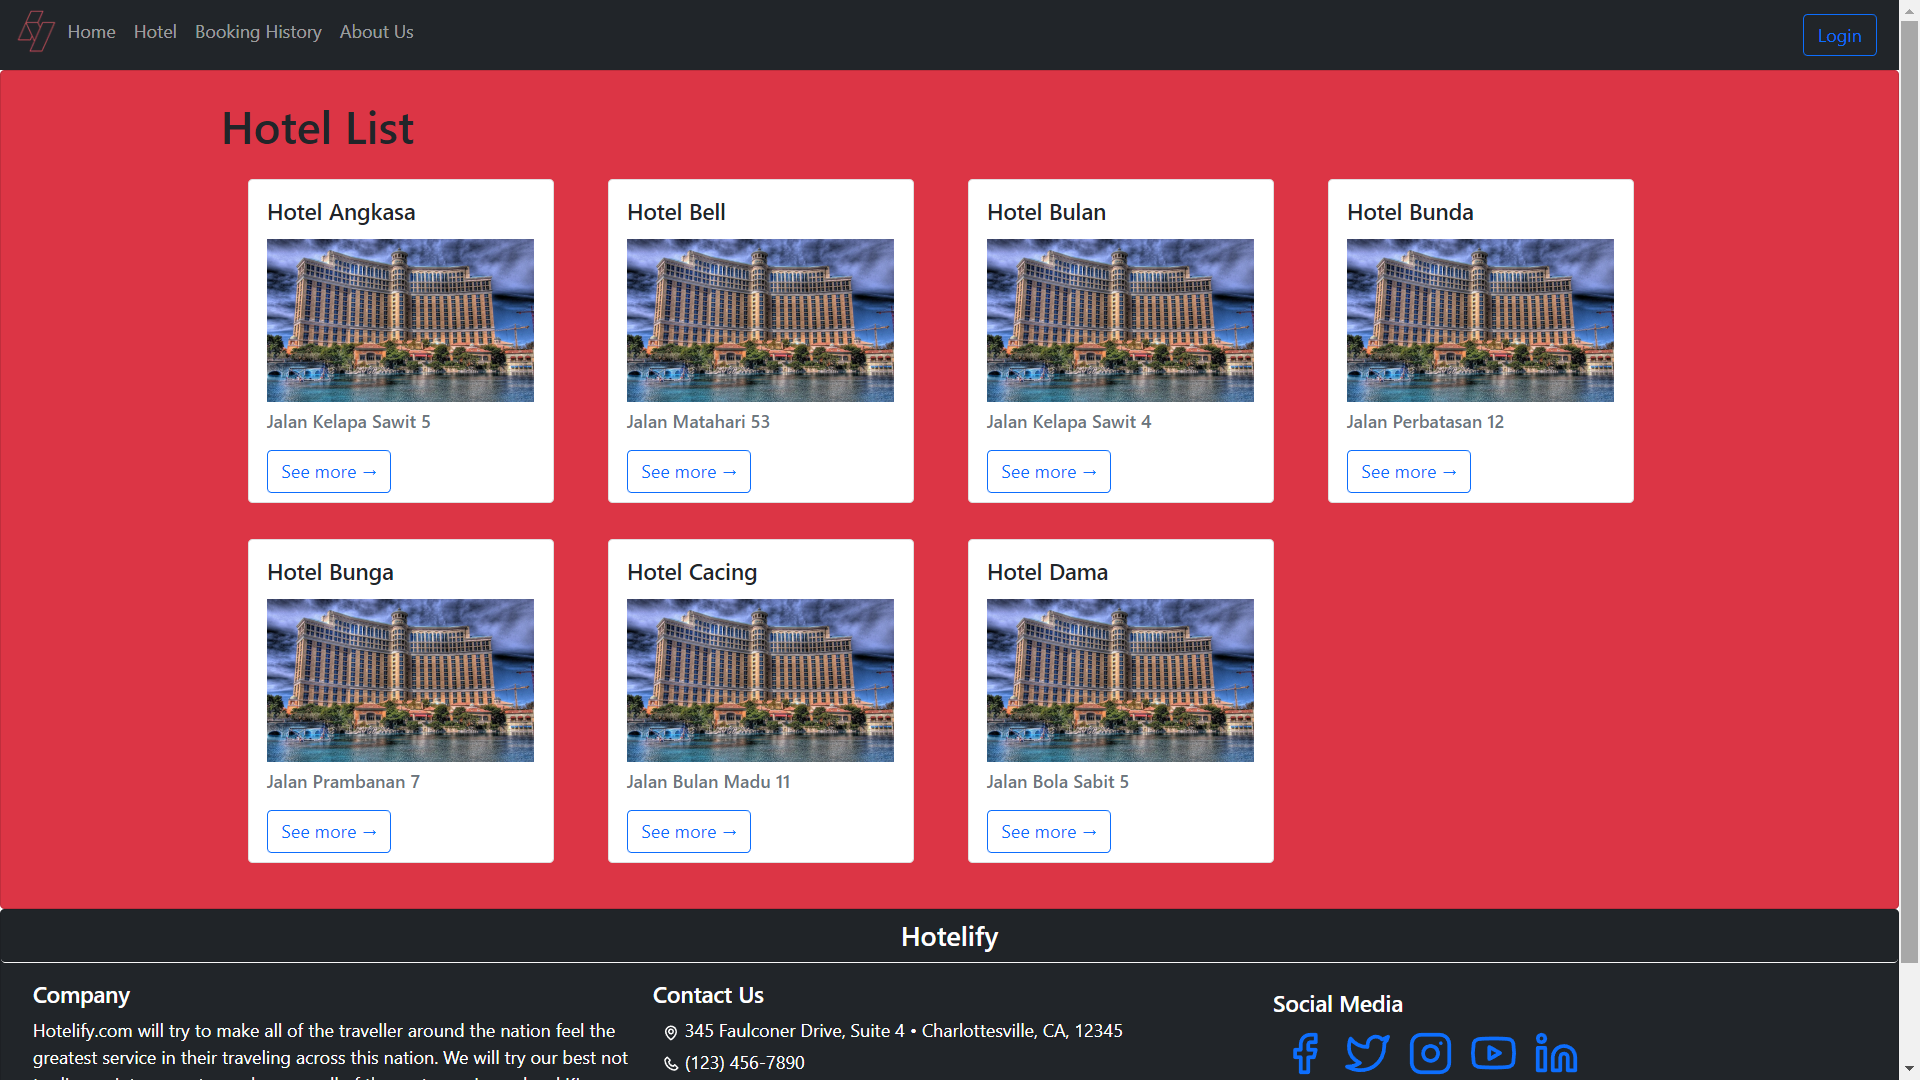 Home Hotel Booking History About Us Login
Hotel List
Hotel Angkasa
Jalan Kelapa Sawit 5
See more →
Hotel Bell
Jalan Matahari 53
See more →
Hotel Bulan
Jalan Kelapa Sawit 4
See more →
Hotel Bunda
Jalan Perbatasan 12
See more →
Hotel Bunga
Jalan Prambanan 7
See more →
Hotel Cacing
Jalan Bulan Madu 11
See more →
Hotel Dama
Jalan Bola Sabit 5
See more →
Hotelify
Company
Hotelify.com will try to make all of the traveller around the nation feel the
greatest service in their traveling across this nation. We will try our best not
Contact Us
345 Faulconer Drive, Suite 4 • Charlottesville, CA, 12345
(123) 456-7890
Social Media